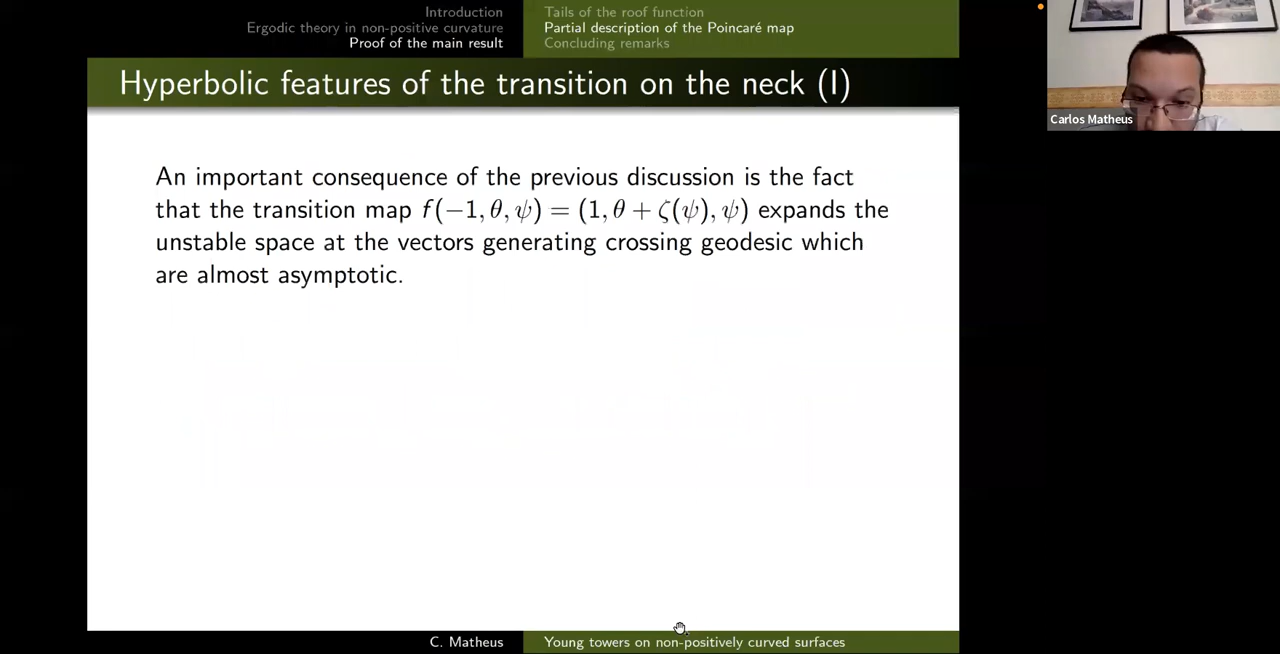 Introduction
Ergodic theory in non-positive curvature
Proof of the main result
Tails of the roof function
Partial description of the Poincaré map
Concluding remarks
Hyperbolic features of the transition on the neck (I)
An important consequence of the previous discussion is the fact
that the transition map f(−1, θ, ψ) = (1, θ + ζ(ψ), ψ) expands the
unstable space at the vectors generating crossing geodesic which
are almost asymptotic.
C. Matheus
Young towers on non-positively curved surfaces
Carlos Matheus